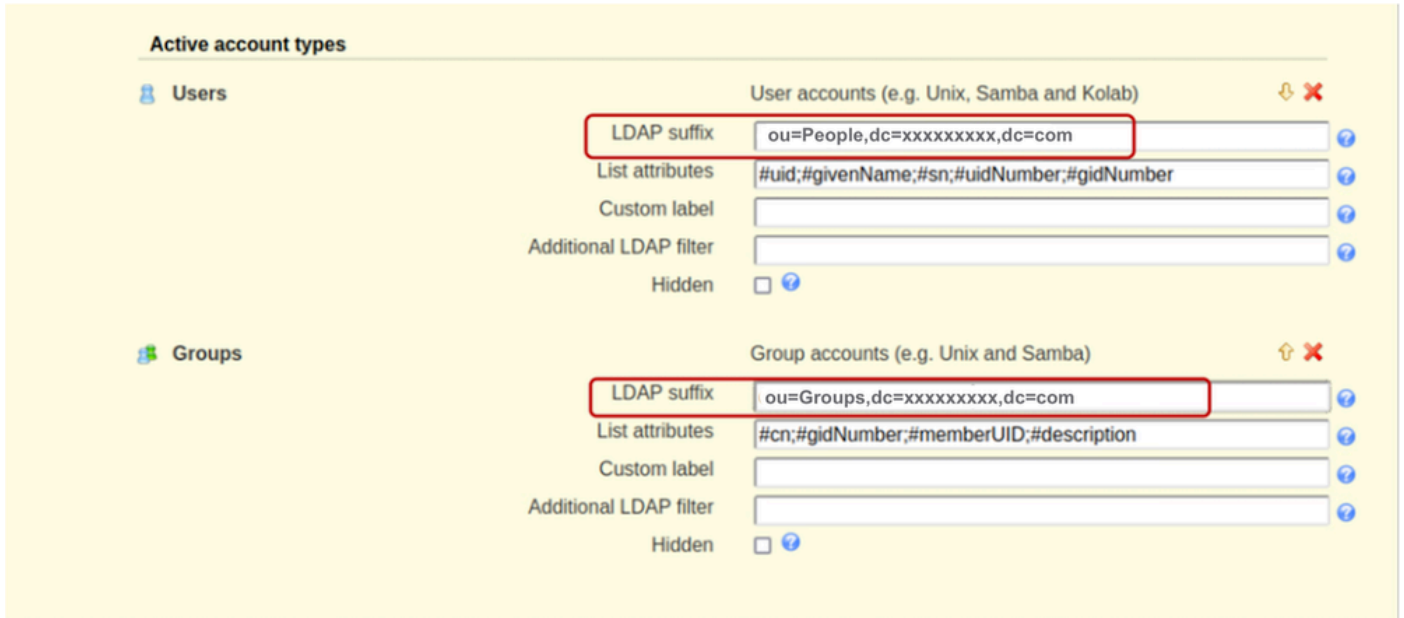 Active account types
Users User accounts (e.g. Unix, Samba and Kolab)
LDAP suffix ou=People,dc=xxxxxxxxx,dc=com
List attributes #uid;#givenName;#sn;#uidNumber;#gidNumber
Custom label
Additional LDAP filter
Hidden
Groups Group accounts (e.g. Unix and Samba)
LDAP suffix ou=Groups,dc=xxxxxxxxx,dc=com
List attributes #cn;#gidNumber;#memberUID;#description
Custom label
Additional LDAP filter
Hidden